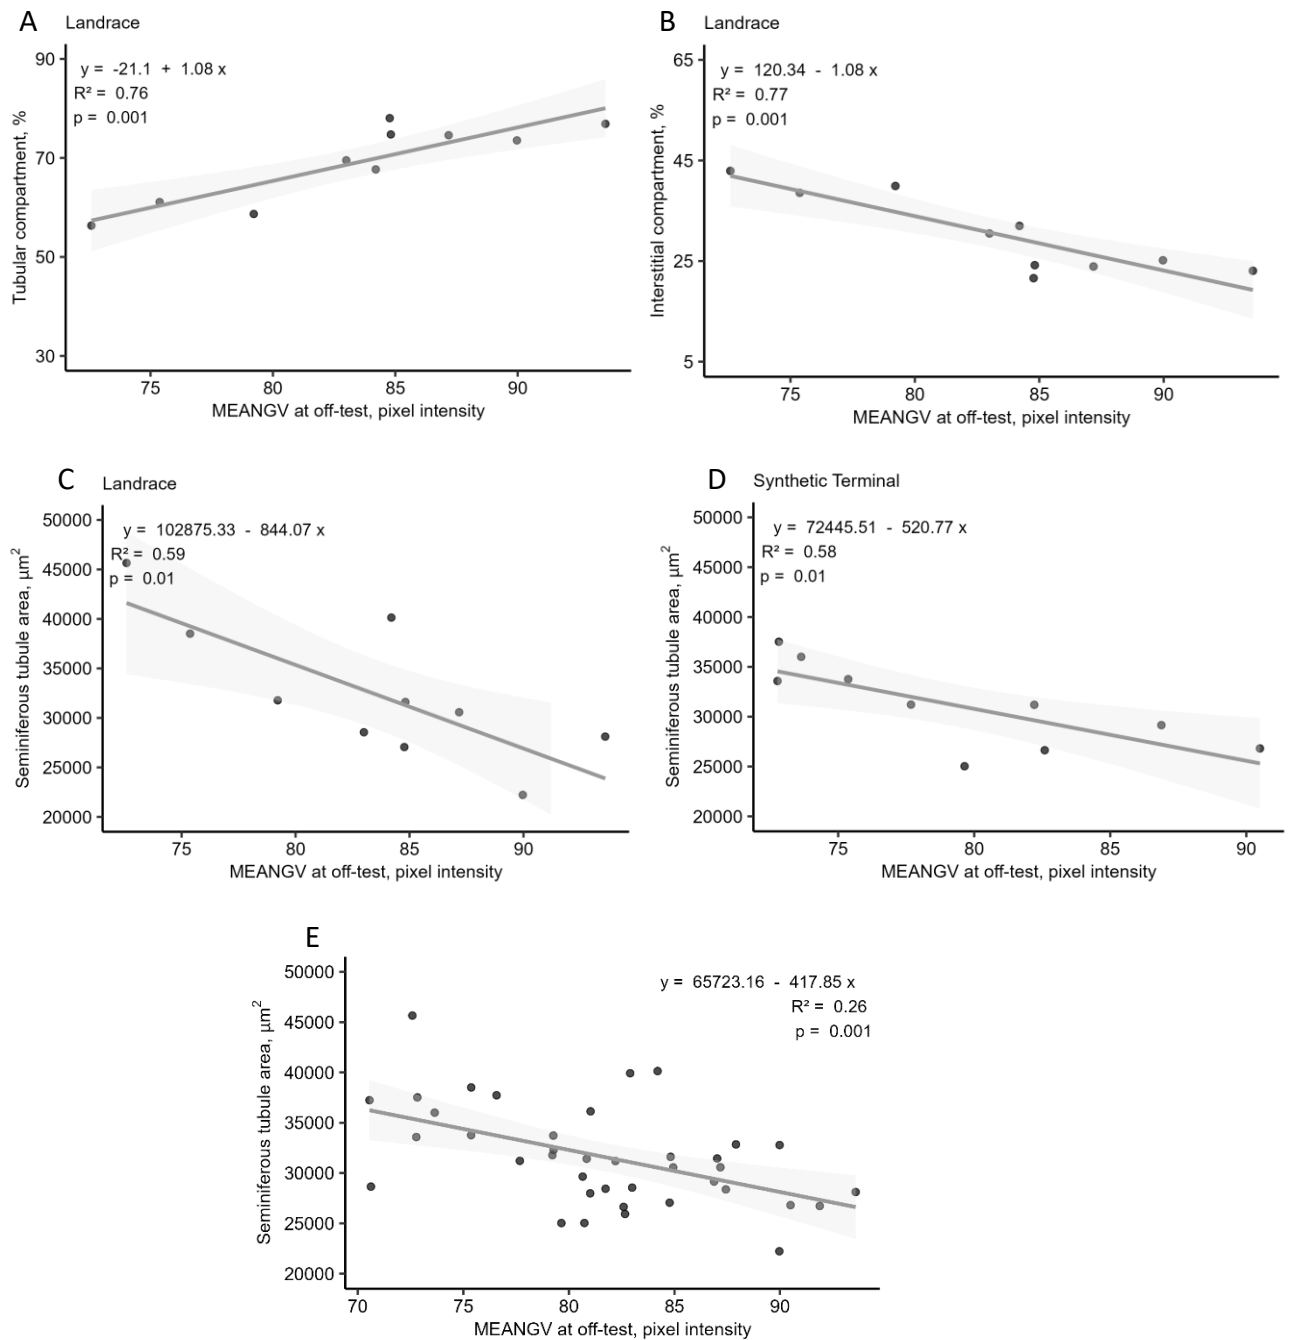 A
Landrace
y = -21.1 + 1.08 x
R² = 0.76
p = 0.001
90
70
50
30
Tubular compartment, %
75 80 85 90
MEANGV at off-test, pixel intensity
B
Landrace
y = 120.34 - 1.08 x
R² = 0.77
p = 0.001
65
45
25
5
Interstitial compartment, %
75 80 85 90
MEANGV at off-test, pixel intensity
C
Landrace
y = 102875.33 - 844.07 x
R² = 0.59
p = 0.01
50000
45000
40000
35000
30000
25000
20000
Seminiferous tubule area, µm²
75 80 85 90
MEANGV at off-test, pixel intensity
D
Synthetic Terminal
y = 72445.51 - 520.77 x
R² = 0.58
p = 0.01
50000
45000
40000
35000
30000
25000
20000
Seminiferous tubule area, µm²
75 80 85 90
MEANGV at off-test, pixel intensity
E
y = 65723.16 - 417.85 x
R² = 0.26
p = 0.001
50000
45000
40000
35000
30000
25000
20000
Seminiferous tubule area, µm²
70 75 80 85 90
MEANGV at off-test, pixel intensity